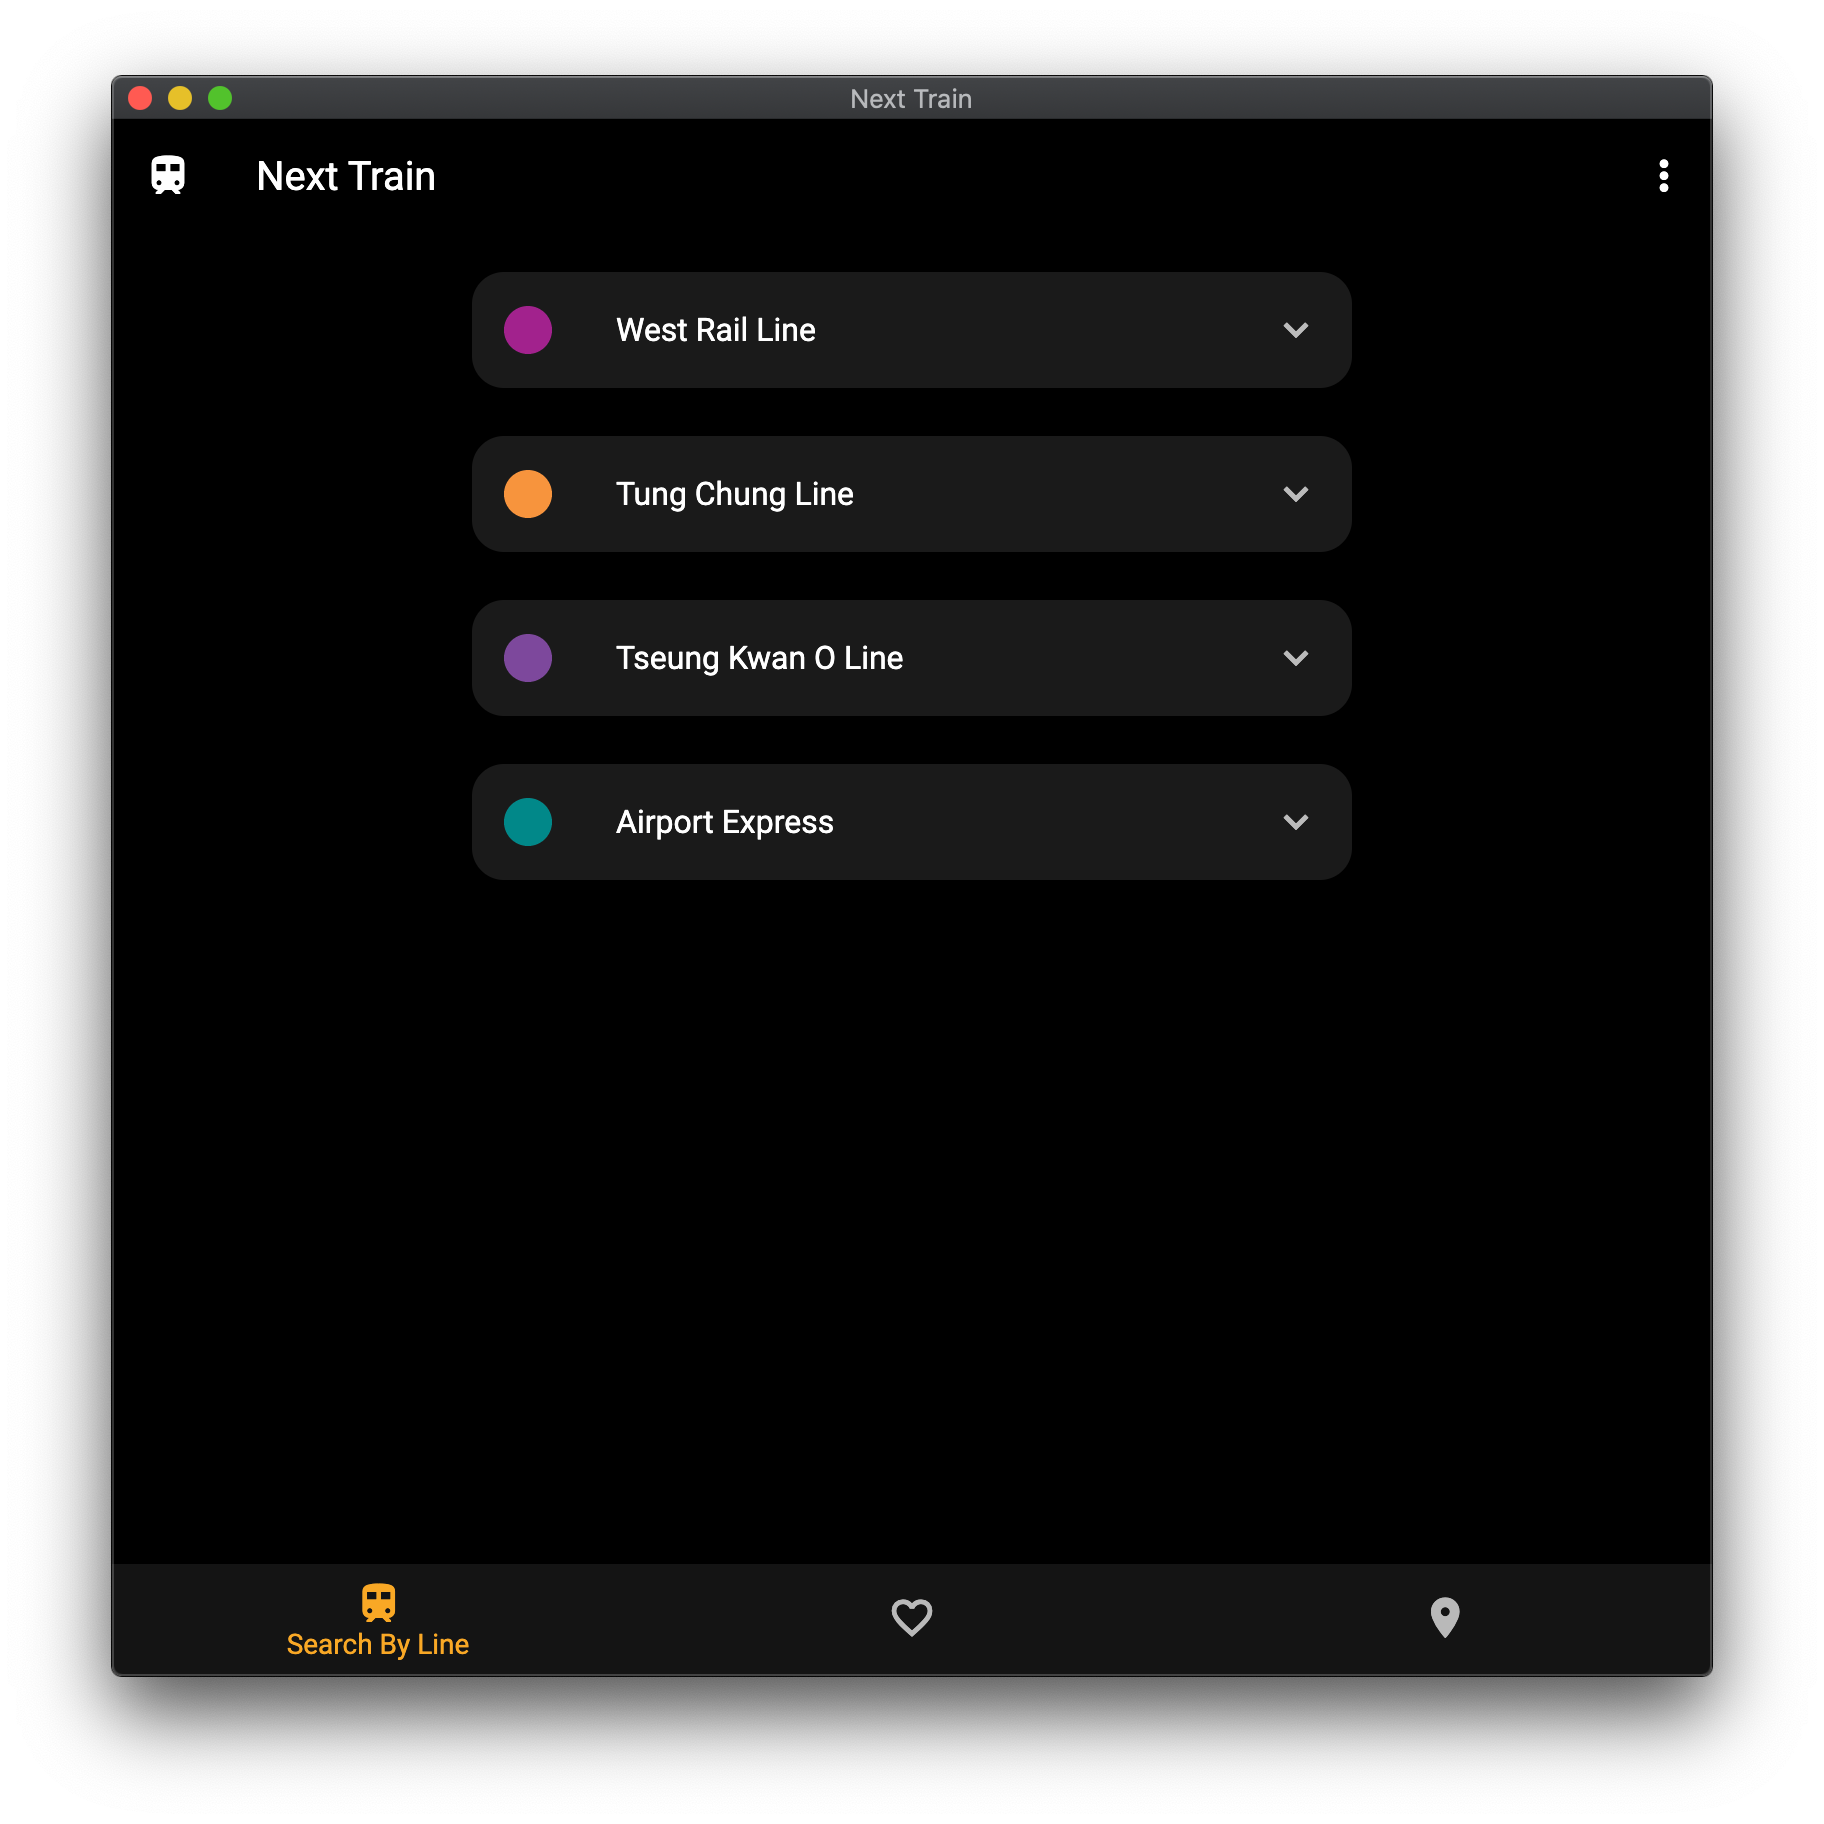 Next Train
Next Train
West Rail Line
Tung Chung Line
Tseung Kwan O Line
Airport Express
Search By Line